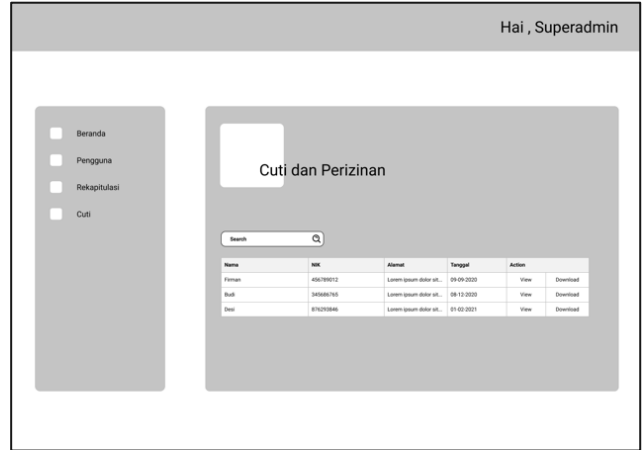 Hai , Superadmin
Beranda
Pengguna
Rekapitulasi
Cuti
Cuti dan Perizinan
Search
Nama NIK Alamat Tanggal Action
Firman 456789012 Lorem ipsum dolor sit... 09-09-2020 View Download
Budi 345686765 Lorem ipsum dolor sit... 08-12-2020 View Download
Desi 876293846 Lorem ipsum dolor sit... 01-02-2021 View Download